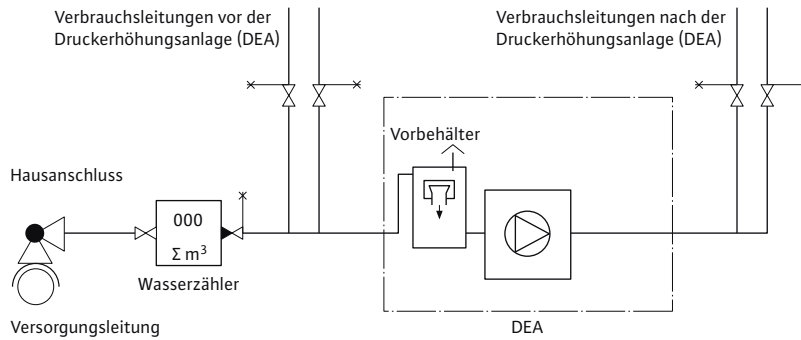 Verbrauchsleitungen vor der
Druckerhöhungsanlage (DEA)
Verbrauchsleitungen nach der
Druckerhöhungsanlage (DEA)
Vorbehälter
Hausanschluss
000
Σ m³
Wasserzähler
Versorgungsleitung
DEA